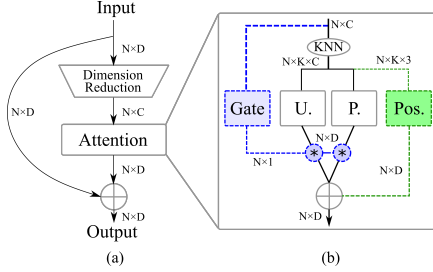 Input
N×D
Dimension
Reduction
N×D
N×C
Attention
N×D
N×D
Output
(a)
N×C
KNN
N×K×C
N×K×3
Gate
U.
P.
Pos.
N×D
*
*
N×1
N×D
N×D
(b)